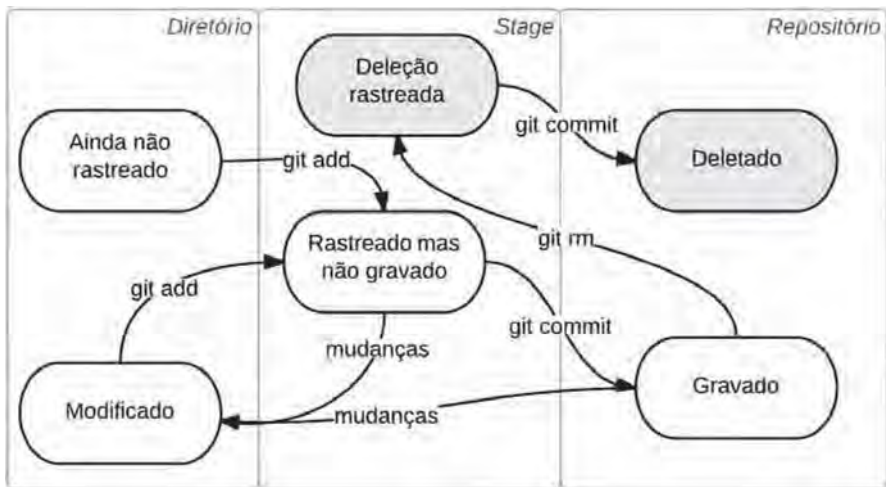 Diretório
Stage
Repositório
Deleção
rastreada
git commit
Ainda não
rastreado
git add
Deletado
Rastreado mas
não gravado
git rm
git add
git commit
mudanças
Modificado
mudanças
Gravado